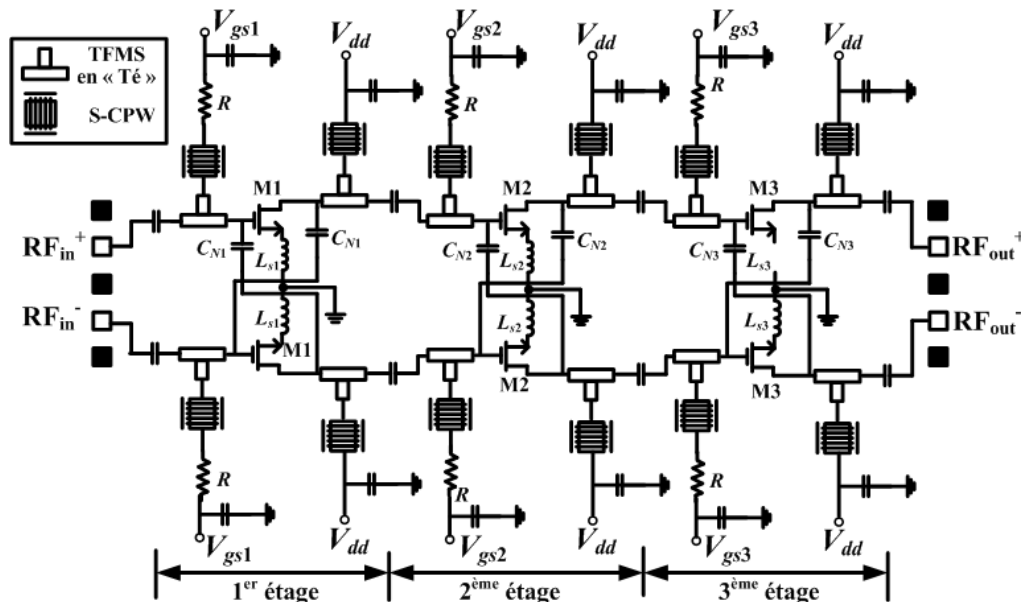 TFMS
en « Té »
S-CPW
Vgs1
Vdd
Vgs2
Vdd
Vgs3
Vdd
R
R
R
M1
M2
M3
RFin+
CN1
Ls1
CN1
CN2
Ls2
CN2
CN3
Ls3
CN3
RFout+
RFin-
Ls1
Ls2
Ls3
RFout-
M1
M2
M3
R
R
R
Vgs1
Vdd
Vgs2
Vdd
Vgs3
Vdd
1er étage
2ème étage
3ème étage